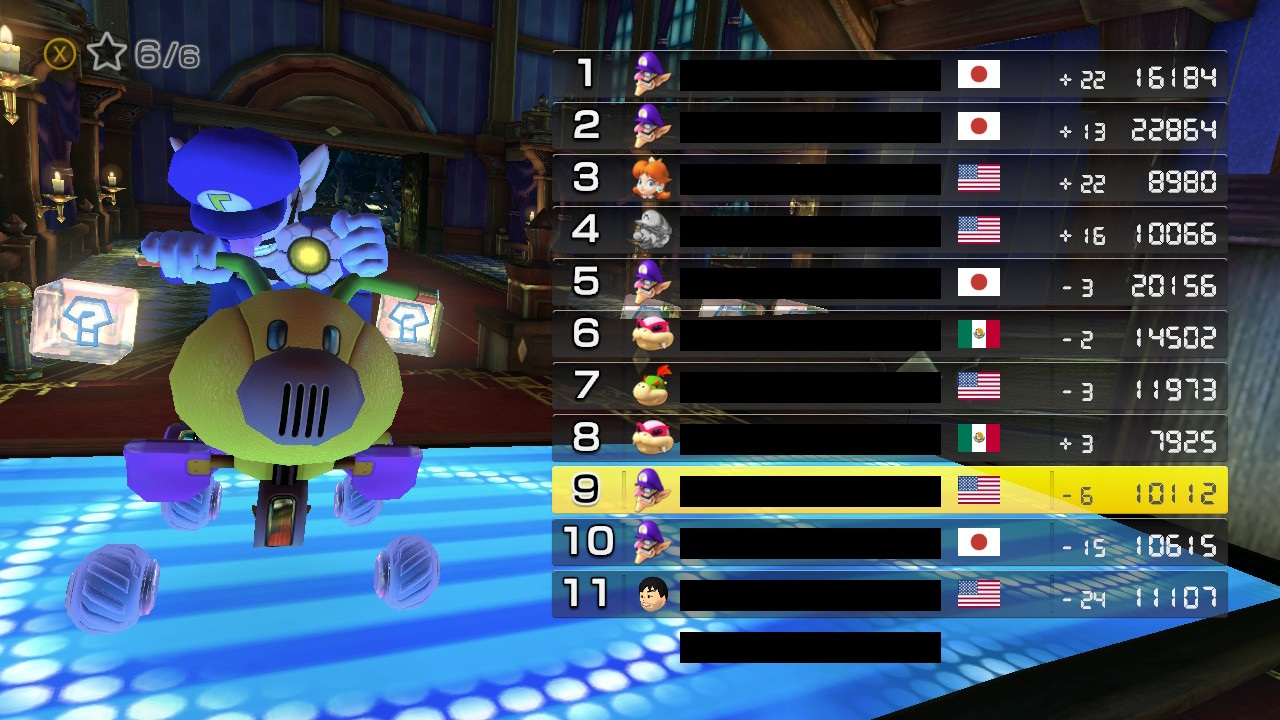 X 6/6
1 + 22 16184
2 + 13 22864
3 + 22 8980
4 + 16 10066
5 - 3 20156
6 - 2 14502
7 - 3 11973
8 + 3 7925
9 - 6 10112
10 - 15 10615
11 - 24 11107
? ?